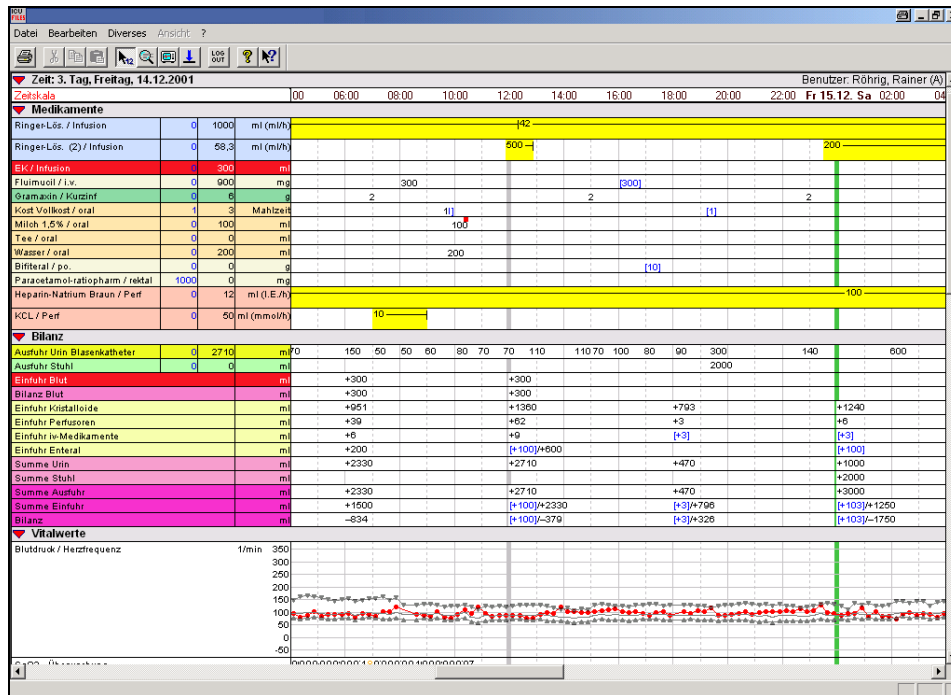 ICU FILES
Datei Bearbeiten Diverses Ansicht ?
12 LOG OUT ? ?
Zeit: 3. Tag, Freitag, 14.12.2001 Benutzer: Röhrig, Rainer (A)
Zeitskala 00 06:00 08:00 10:00 12:00 14:00 16:00 18:00 20:00 22:00 Fr 15.12. Sa 02:00 04
Medikamente
Ringer-Lös. / Infusion 0 1000 ml (ml/h) 42
Ringer-Lös. (2) / Infusion 0 58,3 ml (ml/h) 500 200
EK / Infusion 0 300 ml
Fluimucil / i.v. 0 900 mg 300 [300]
Gramaxin / Kurzinf 0 6 g 2 2 2
Kost Vollkost / oral 1 3 Mahlzeit 1|] [1]
Milch 1,5% / oral 0 100 ml 100
Tee / oral 0 0 ml
Wasser / oral 0 200 ml 200
Bifiteral / po. 0 0 g [10]
Paracetamol-ratiopharm / rektal 1000 0 mg
Heparin-Natrium Braun / Perf 0 12 ml (I.E./h) 100
KCL / Perf 0 50 ml (mmol/h) 10
Bilanz
Ausfuhr Urin Blasenkatheter 0 2710 ml 70 150 50 50 60 80 70 70 110 110 70 100 80 90 300 140 600
Ausfuhr Stuhl 0 0 ml 2000
Einfuhr Blut ml +300 +300
Bilanz Blut ml +300 +300
Einfuhr Kristalloide ml +951 +1360 +793 +1240
Einfuhr Perfusoren ml +39 +62 +3 +6
Einfuhr iv-Medikamente ml +6 +9 [+3] [+3]
Einfuhr Enteral ml +200 [+100]/+600 [+100]
Summe Urin ml +2330 +2710 +470 +1000
Summe Stuhl ml +2000
Summe Ausfuhr ml +2330 +2710 +470 +3000
Summe Einfuhr ml +1500 [+100]/+2330 [+3]/+796 [+103]/+1250
Bilanz ml –834 [+100]/–379 [+3]/+326 [+103]/–1750
Vitalwerte
Blutdruck / Herzfrequenz 1/min 350
300
250
200
150
100
50
0
-50